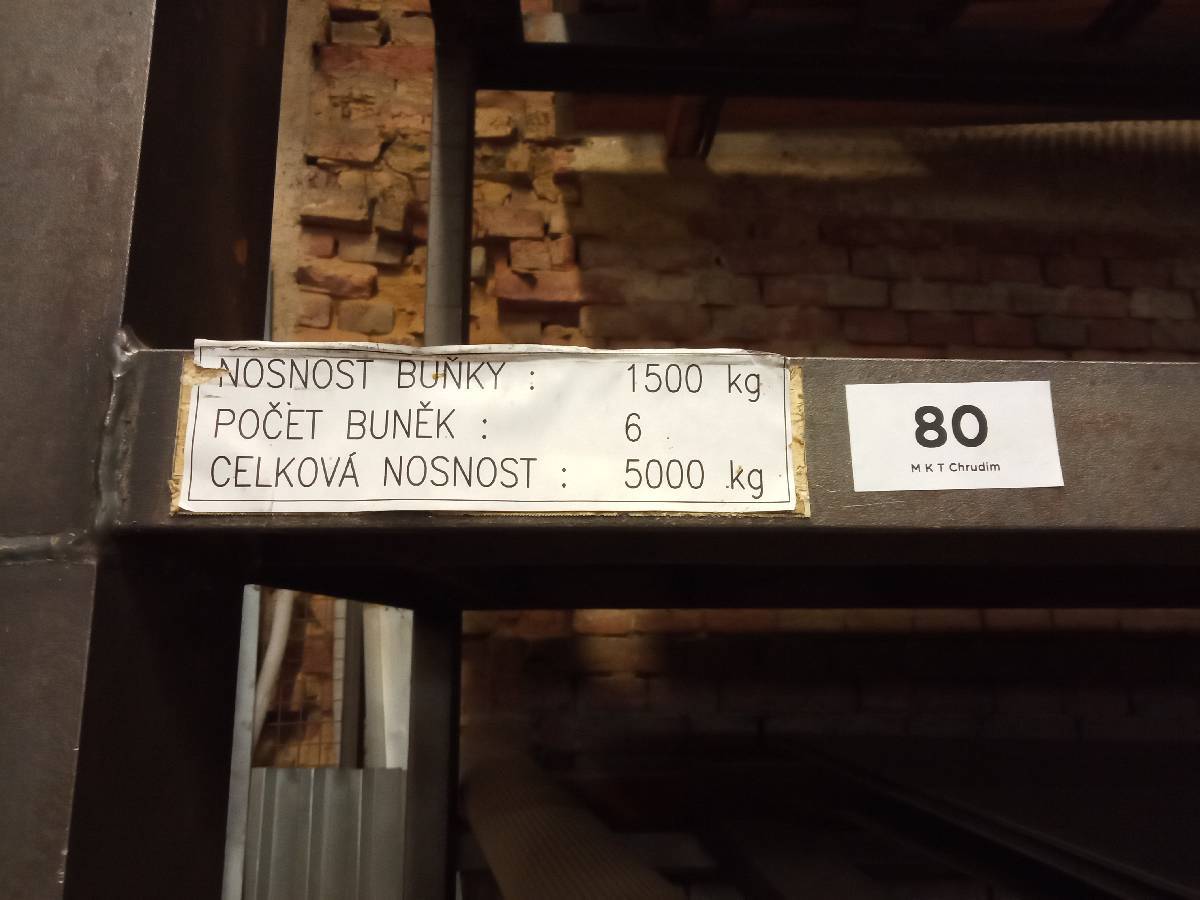 NOSNOST BUŇKY : 1500 kg
POČET BUNĚK : 6
CELKOVÁ NOSNOST : 5000 kg
80
M K T Chrudim